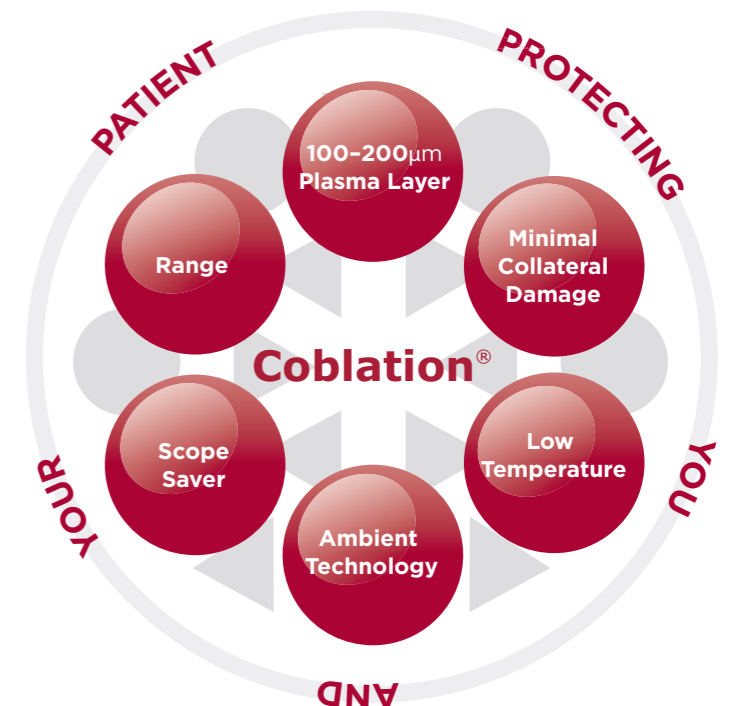 PROTECTING
YOU
AND
YOUR
PATIENT
100–200µm
Plasma Layer
Minimal
Collateral
Damage
Low
Temperature
Ambient
Technology
Scope
Saver
Range
Coblation®